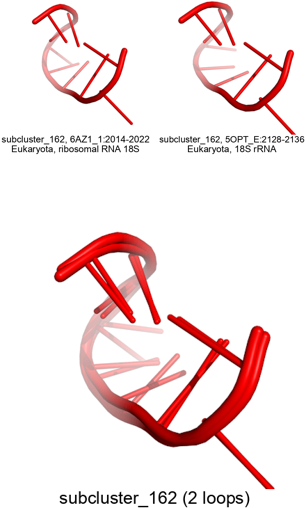 subcluster_162, 6AZ1_1:2014-2022
Eukaryota, ribosomal RNA 18S
subcluster_162, 5OPT_E:2128-2136
Eukaryota, 18S rRNA
subcluster_162 (2 loops)